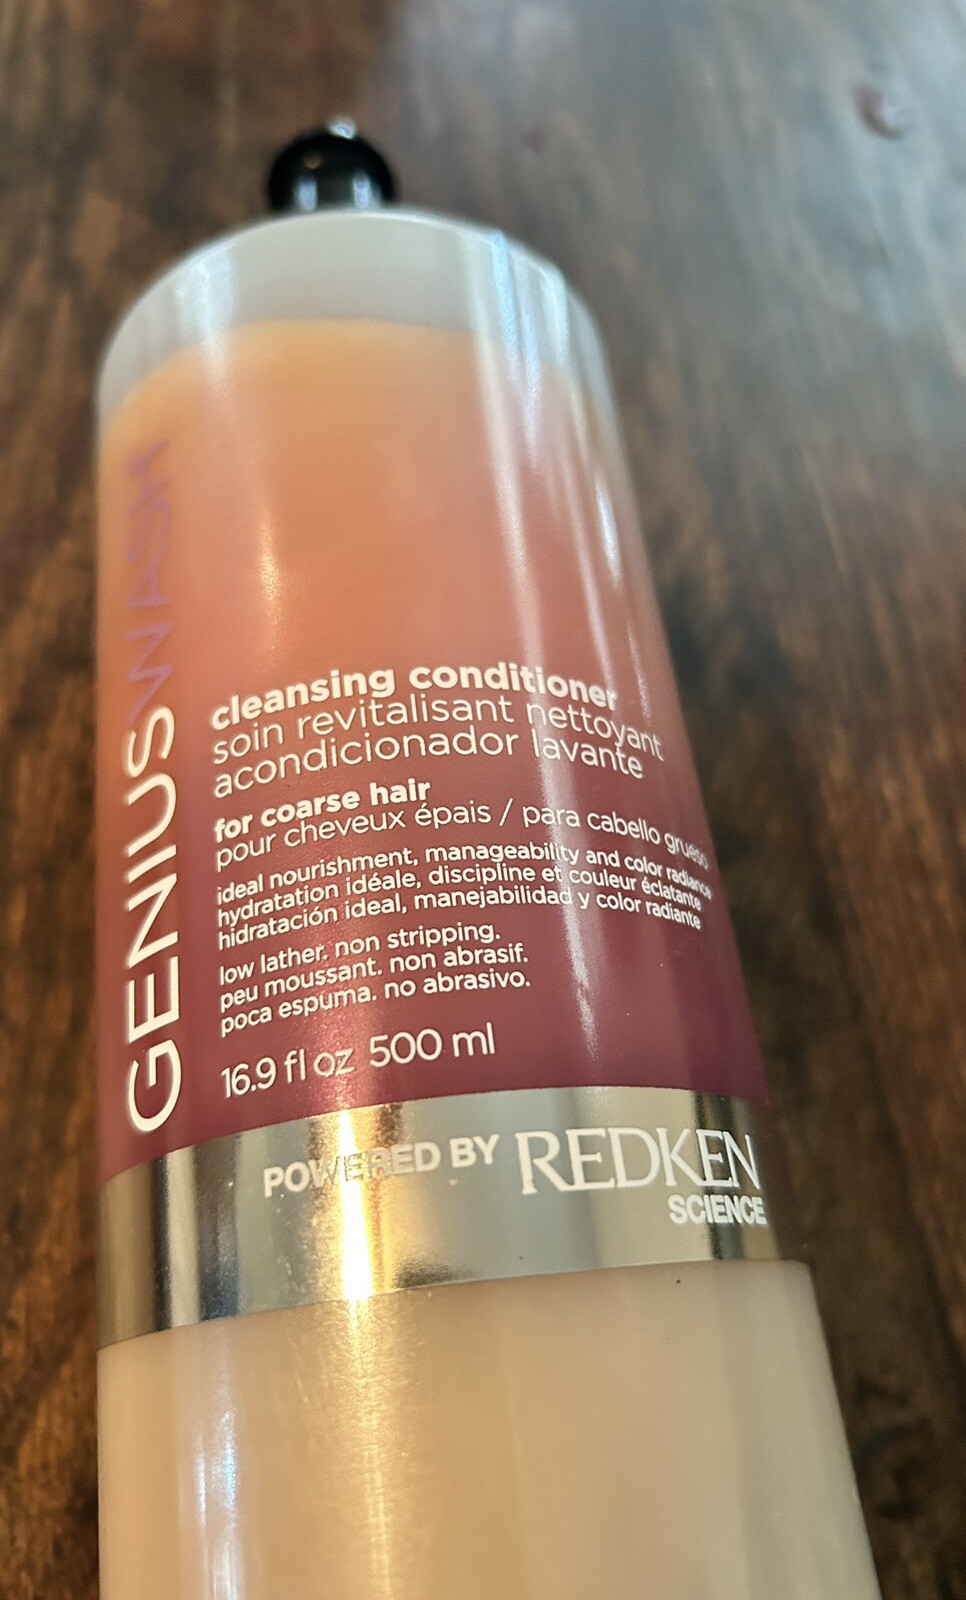 GENIUS WASH
cleansing conditioner
soin revitalisant nettoyant
acondicionador lavante
for coarse hair
pour cheveux épais / para cabello grueso
ideal nourishment, manageability and color radiance
hydratation idéale, discipline et couleur éclatante
hidratación ideal, manejabilidad y color radiante
low lather. non stripping.
peu moussant. non abrasif.
poca espuma. no abrasivo.
16.9 fl oz 500 ml
POWERED BY REDKEN
SCIENCE